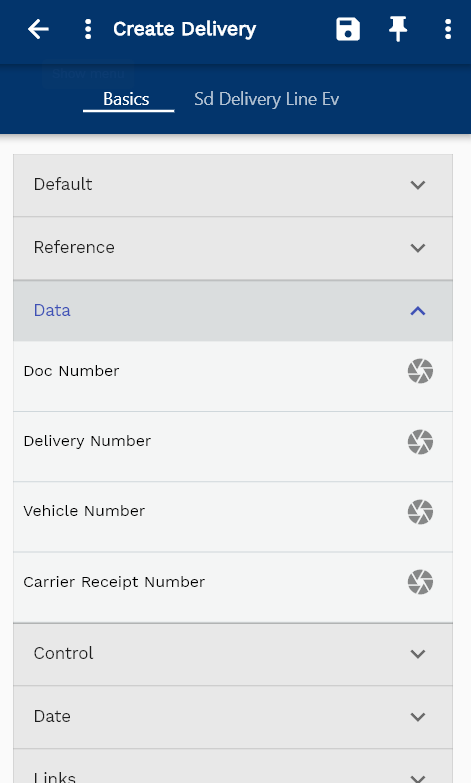 Create Delivery
Basics
Sd Delivery Line Ev
Default
Reference
Data
Doc Number
Delivery Number
Vehicle Number
Carrier Receipt Number
Control
Date
Links